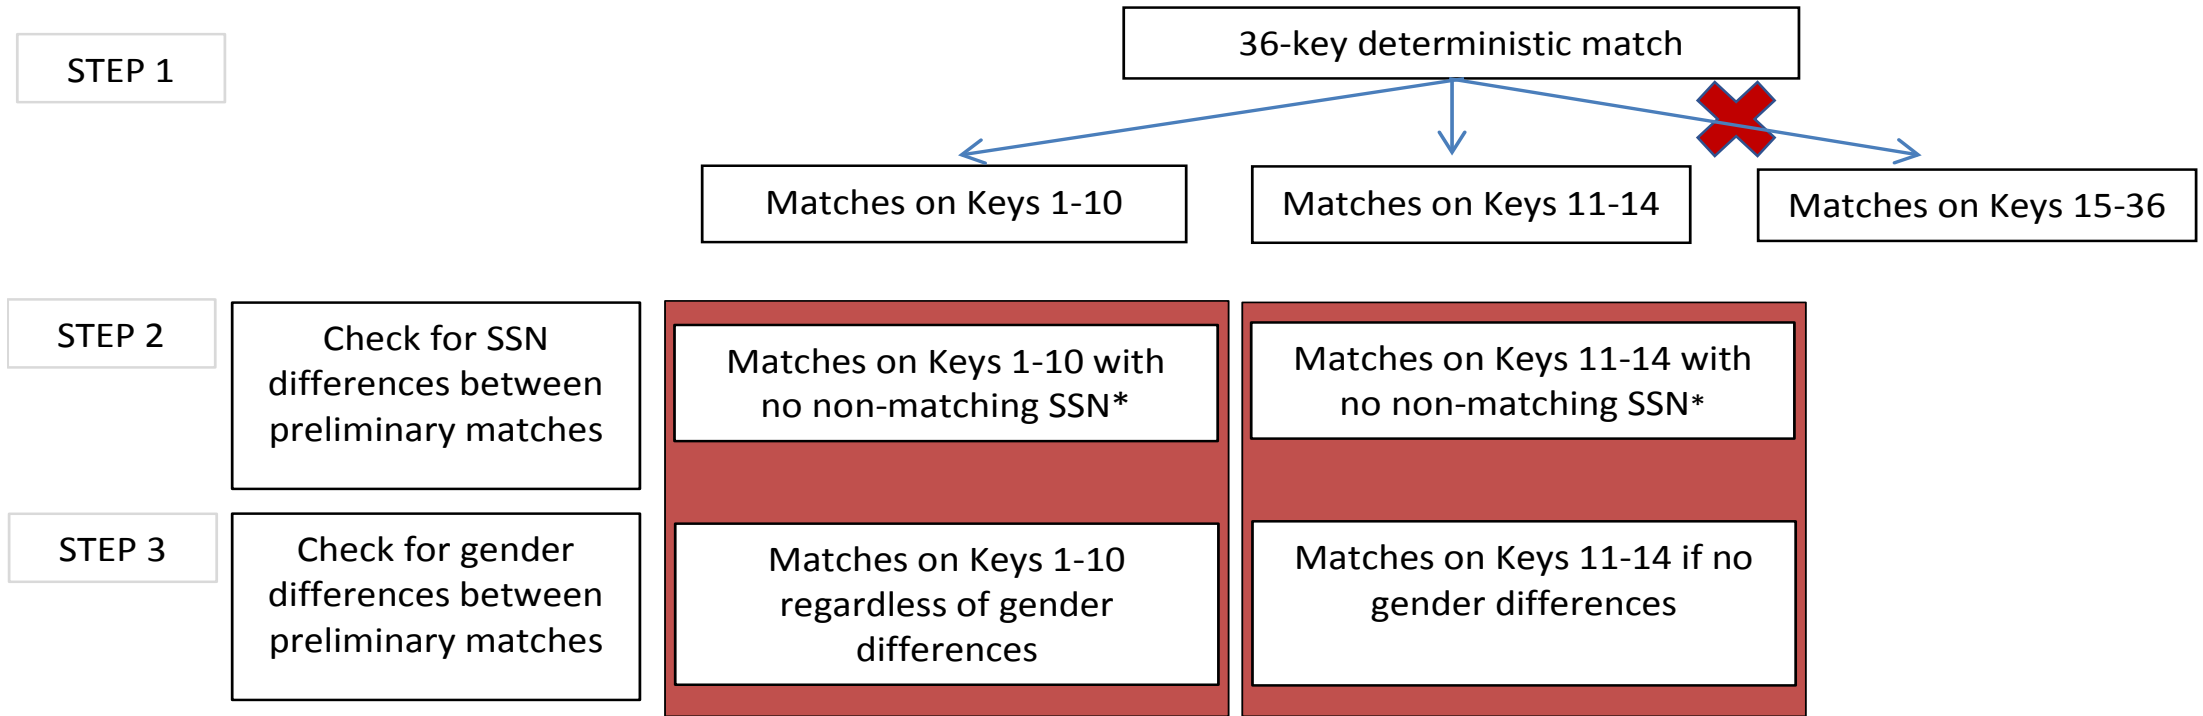 STEP 1
36-key deterministic match
Matches on Keys 1-10
Matches on Keys 11-14
Matches on Keys 15-36
STEP 2
Check for SSN
differences between
preliminary matches
Matches on Keys 1-10 with
no non-matching SSN*
Matches on Keys 11-14 with
no non-matching SSN*
STEP 3
Check for gender
differences between
preliminary matches
Matches on Keys 1-10
regardless of gender
differences
Matches on Keys 11-14 if no
gender differences